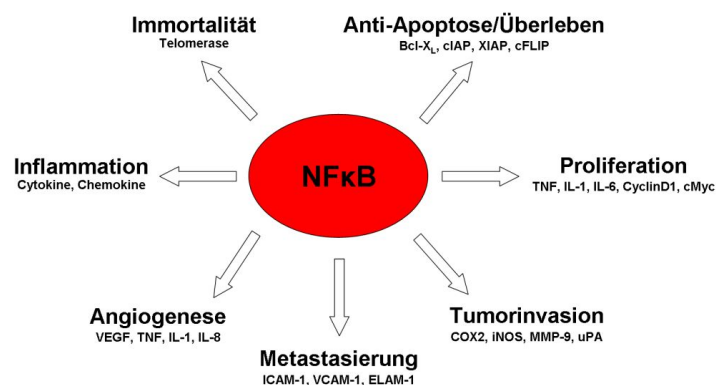 Immortalität
Telomerase
Anti-Apoptose/Überleben
Bcl-XL, cIAP, XIAP, cFLIP
Inflammation
Cytokine, Chemokine
NFκB
Proliferation
TNF, IL-1, IL-6, CyclinD1, cMyc
Angiogenese
VEGF, TNF, IL-1, IL-8
Tumorinvasion
COX2, iNOS, MMP-9, uPA
Metastasierung
ICAM-1, VCAM-1, ELAM-1